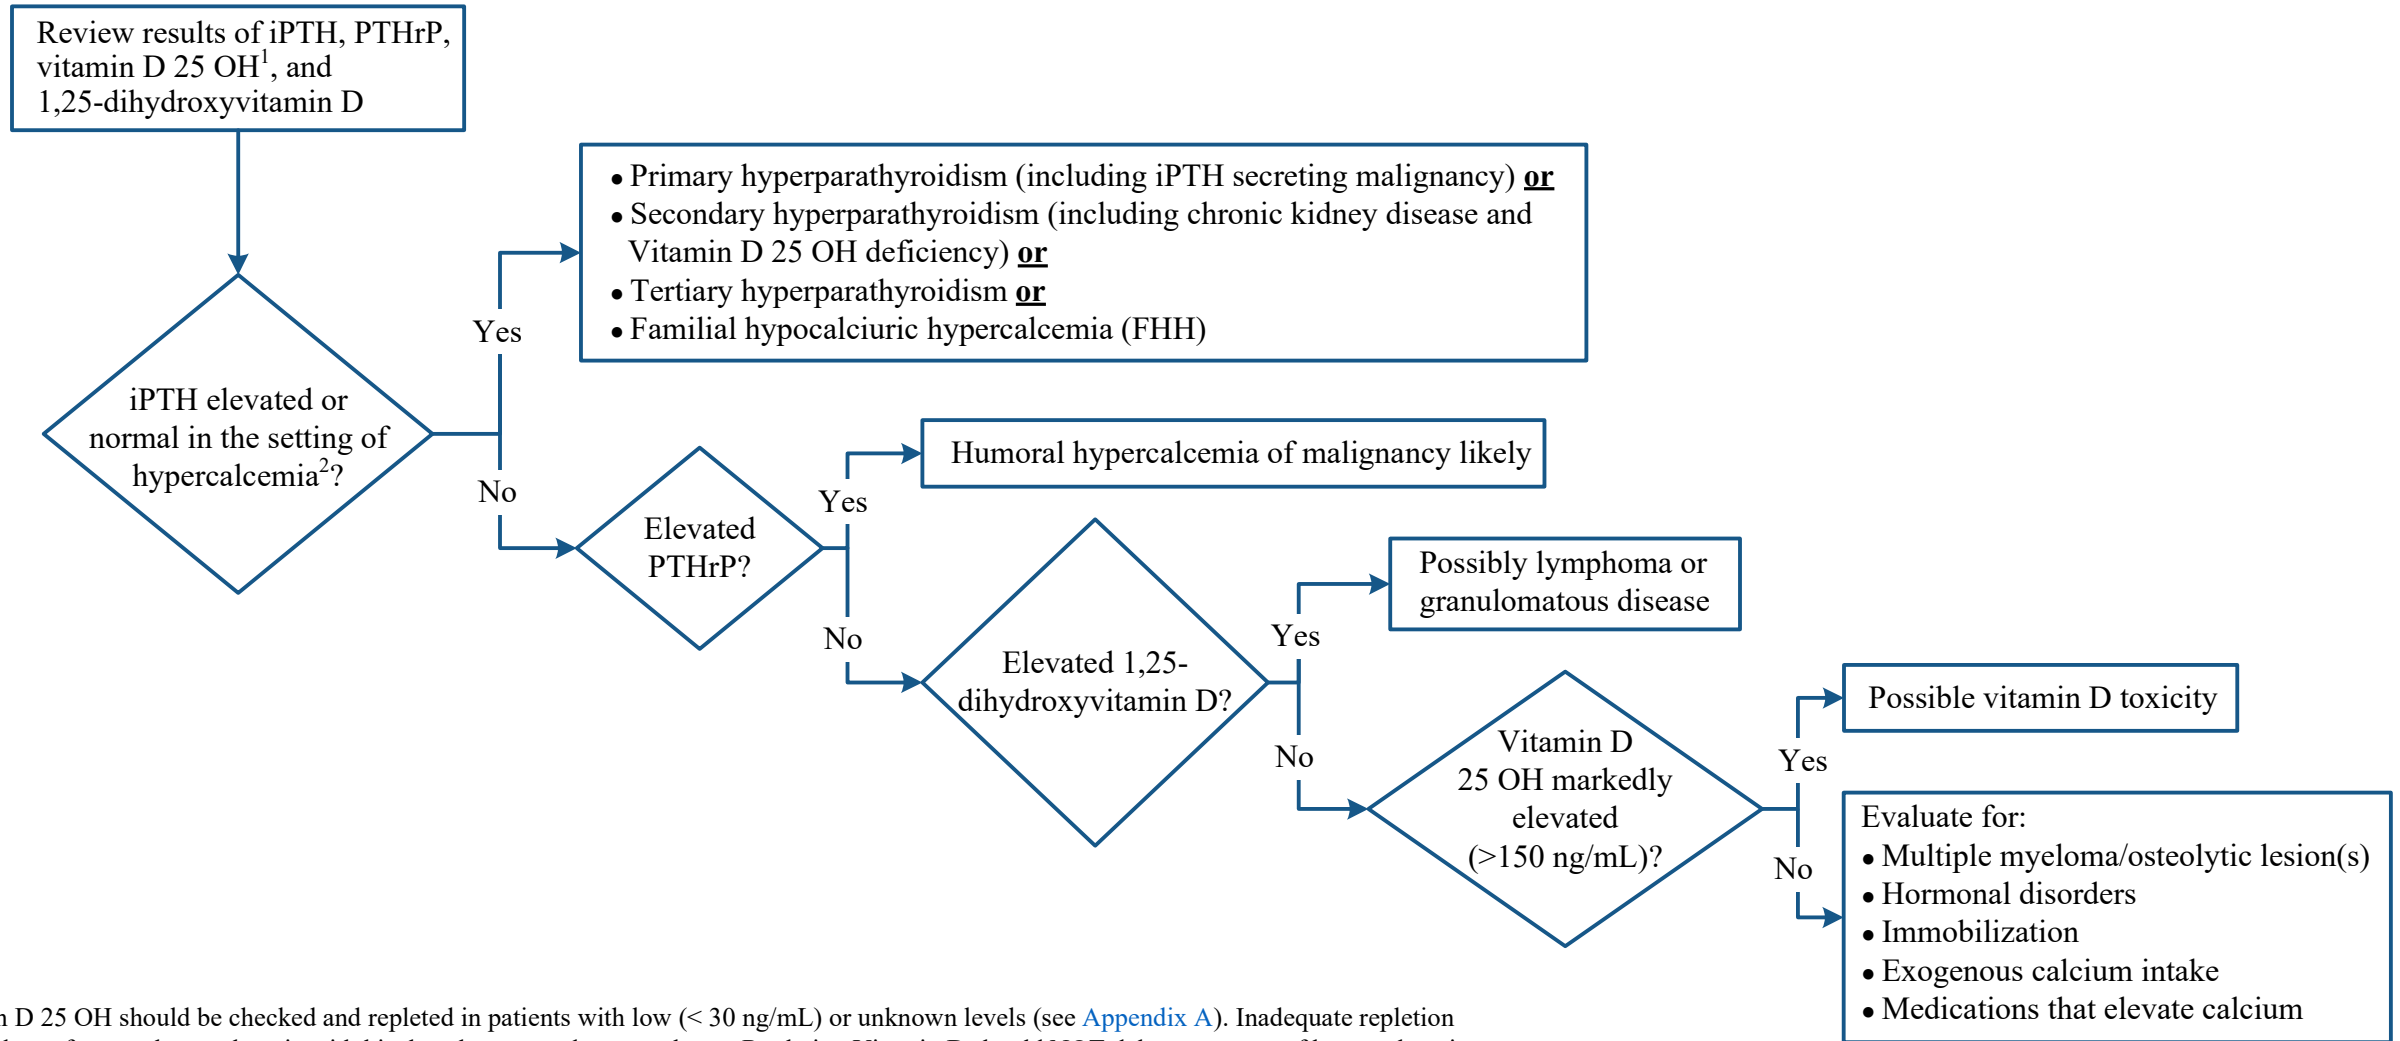 Review results of iPTH, PTHrP,
vitamin D 25 OH1, and
1,25-dihydroxyvitamin D
• Primary hyperparathyroidism (including iPTH secreting malignancy) or
• Secondary hyperparathyroidism (including chronic kidney disease and
Vitamin D 25 OH deficiency) or
• Tertiary hyperparathyroidism or
• Familial hypocalciuric hypercalcemia (FHH)
Yes
iPTH elevated or
normal in the setting of
hypercalcemia2?
No
Humoral hypercalcemia of malignancy likely
Yes
Elevated
PTHrP?
No
Possibly lymphoma or
granulomatous disease
Yes
Elevated 1,25-
dihydroxyvitamin D?
No
Possible vitamin D toxicity
Yes
Vitamin D
25 OH markedly
elevated
(>150 ng/mL)?
No
Evaluate for:
• Multiple myeloma/osteolytic lesion(s)
• Hormonal disorders
• Immobilization
• Exogenous calcium intake
• Medications that elevate calcium
D 25 OH should be checked and repleted in patients with low (< 30 ng/mL) or unknown levels (see Appendix A). Inadequate repletion